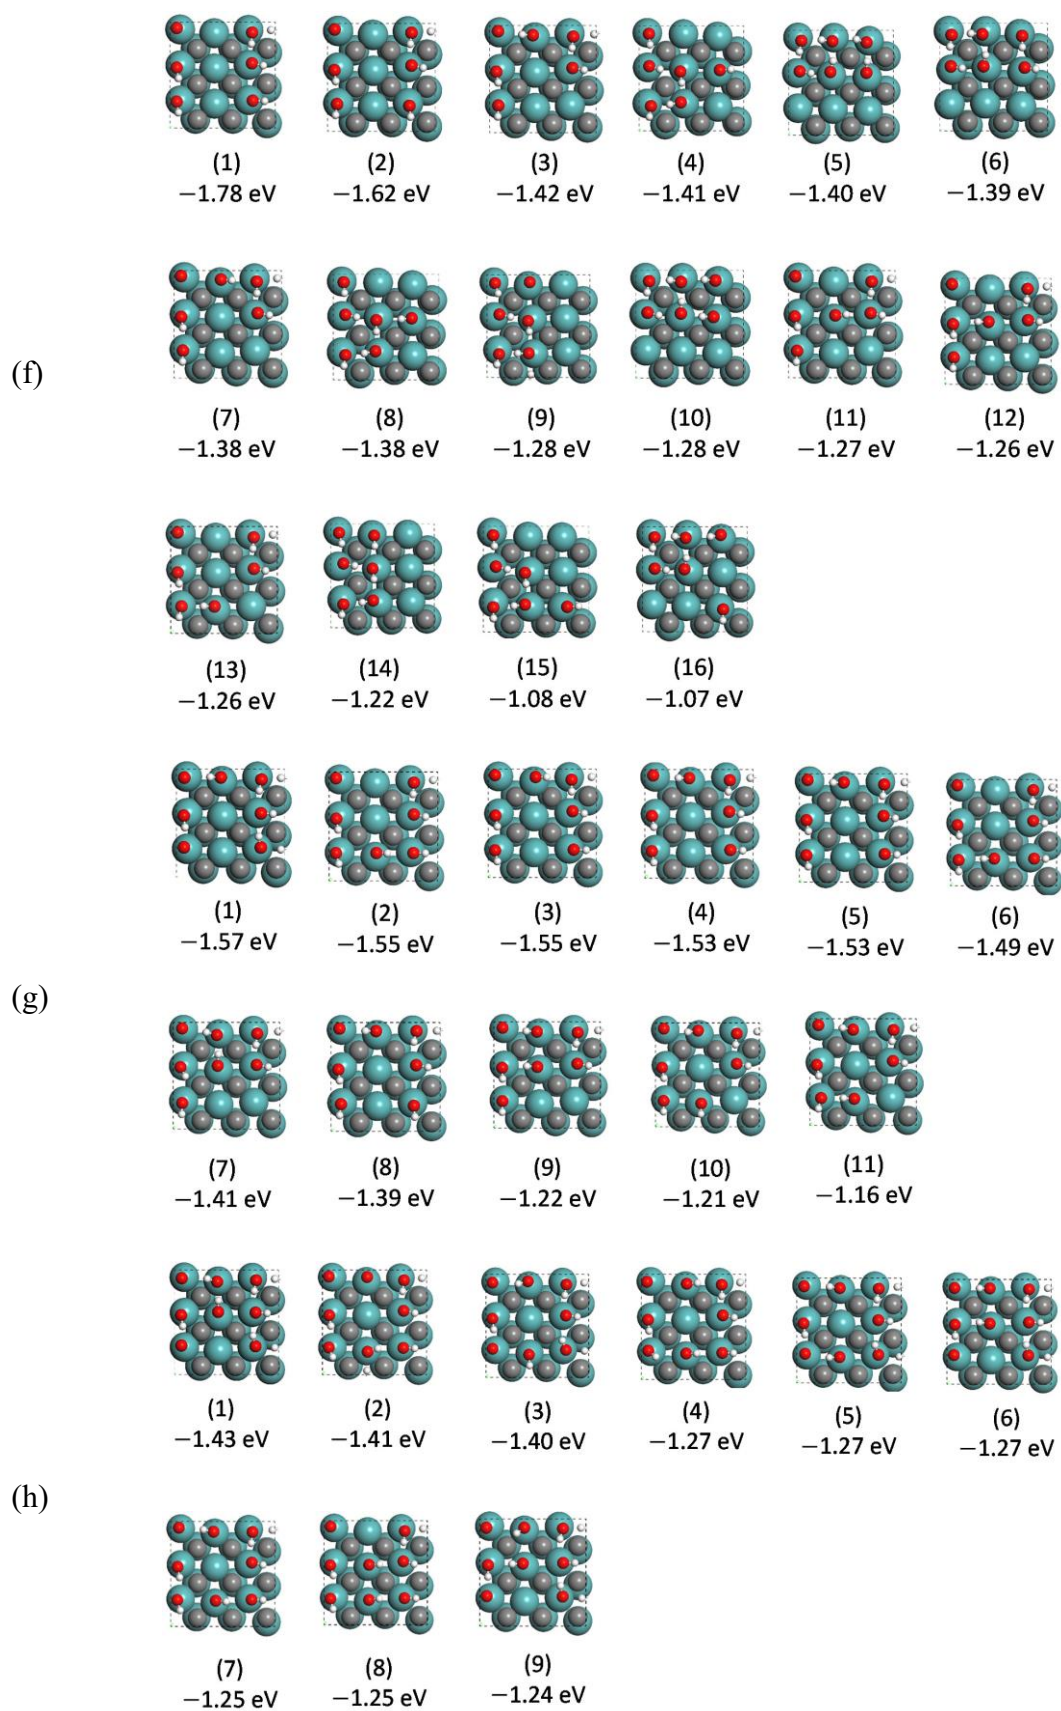 (1) (2) (3) (4) (5) (6)
−1.78 eV −1.62 eV −1.42 eV −1.41 eV −1.40 eV −1.39 eV
(f)
(7) (8) (9) (10) (11) (12)
−1.38 eV −1.38 eV −1.28 eV −1.28 eV −1.27 eV −1.26 eV
(13) (14) (15) (16)
−1.26 eV −1.22 eV −1.08 eV −1.07 eV
(1) (2) (3) (4) (5) (6)
−1.57 eV −1.55 eV −1.55 eV −1.53 eV −1.53 eV −1.49 eV
(g)
(7) (8) (9) (10) (11)
−1.41 eV −1.39 eV −1.22 eV −1.21 eV −1.16 eV
(1) (2) (3) (4) (5) (6)
−1.43 eV −1.41 eV −1.40 eV −1.27 eV −1.27 eV −1.27 eV
(h)
(7) (8) (9)
−1.25 eV −1.25 eV −1.24 eV